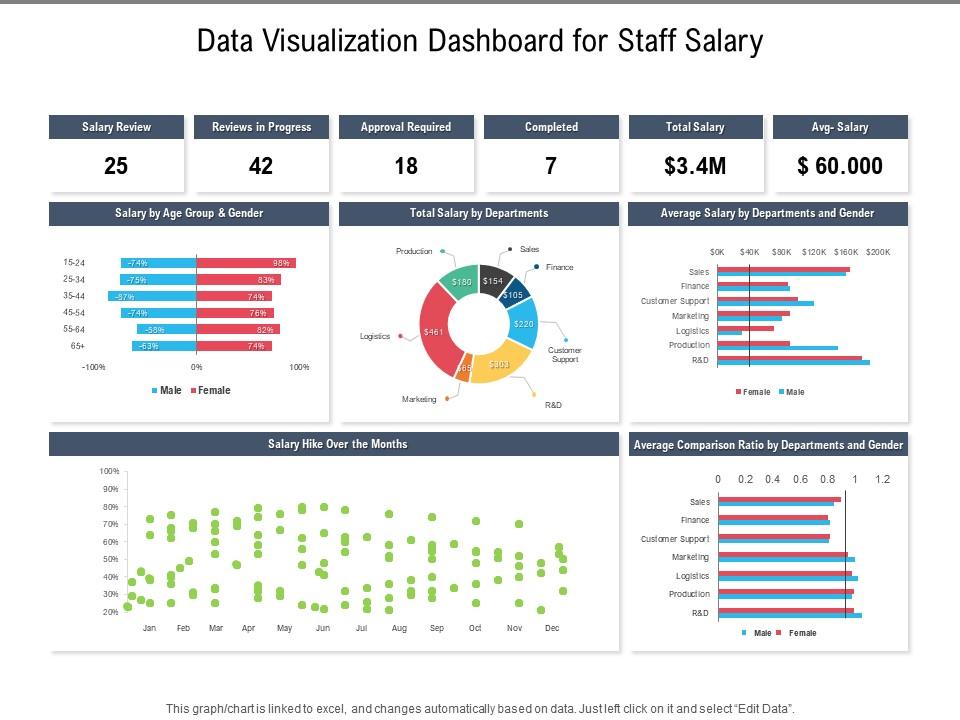 Data Visualization Dashboard for Staff Salary
Salary Review
25
Reviews in Progress
42
Approval Required
18
Completed
7
Total Salary
$3.4M
Avg- Salary
$ 60.000
Salary by Age Group & Gender
15-24 -74% 98%
25-34 -75% 83%
35-44 -87% 74%
45-54 -74% 76%
55-64 -58% 82%
65+ -63% 74%
-100% 0% 100%
Male Female
Total Salary by Departments
Production
Sales
Finance
Customer
Support
R&D
Marketing
Logistics
$180
$154
$105
$220
$303
$65
$461
Average Salary by Departments and Gender
$0K $40K $80K $120K $160K $200K
Sales
Finance
Customer Support
Marketing
Logistics
Production
R&D
Female Male
Salary Hike Over the Months
100%
90%
80%
70%
60%
50%
40%
30%
20%
Jan Feb Mar Apr May Jun Jul Aug Sep Oct Nov Dec
Average Comparison Ratio by Departments and Gender
0 0.2 0.4 0.6 0.8 1 1.2
Sales
Finance
Customer Support
Marketing
Logistics
Production
R&D
Male Female
This graph/chart is linked to excel, and changes automatically based on data. Just left click on it and select “Edit Data”.